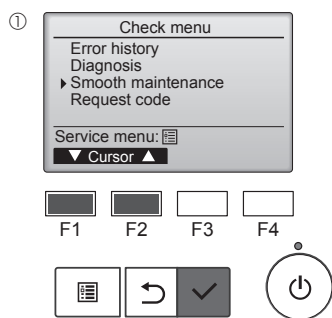 ①
Check menu
Error history
Diagnosis
Smooth maintenance
Request code
Service menu:
▼ Cursor ▲
F1 F2 F3 F4